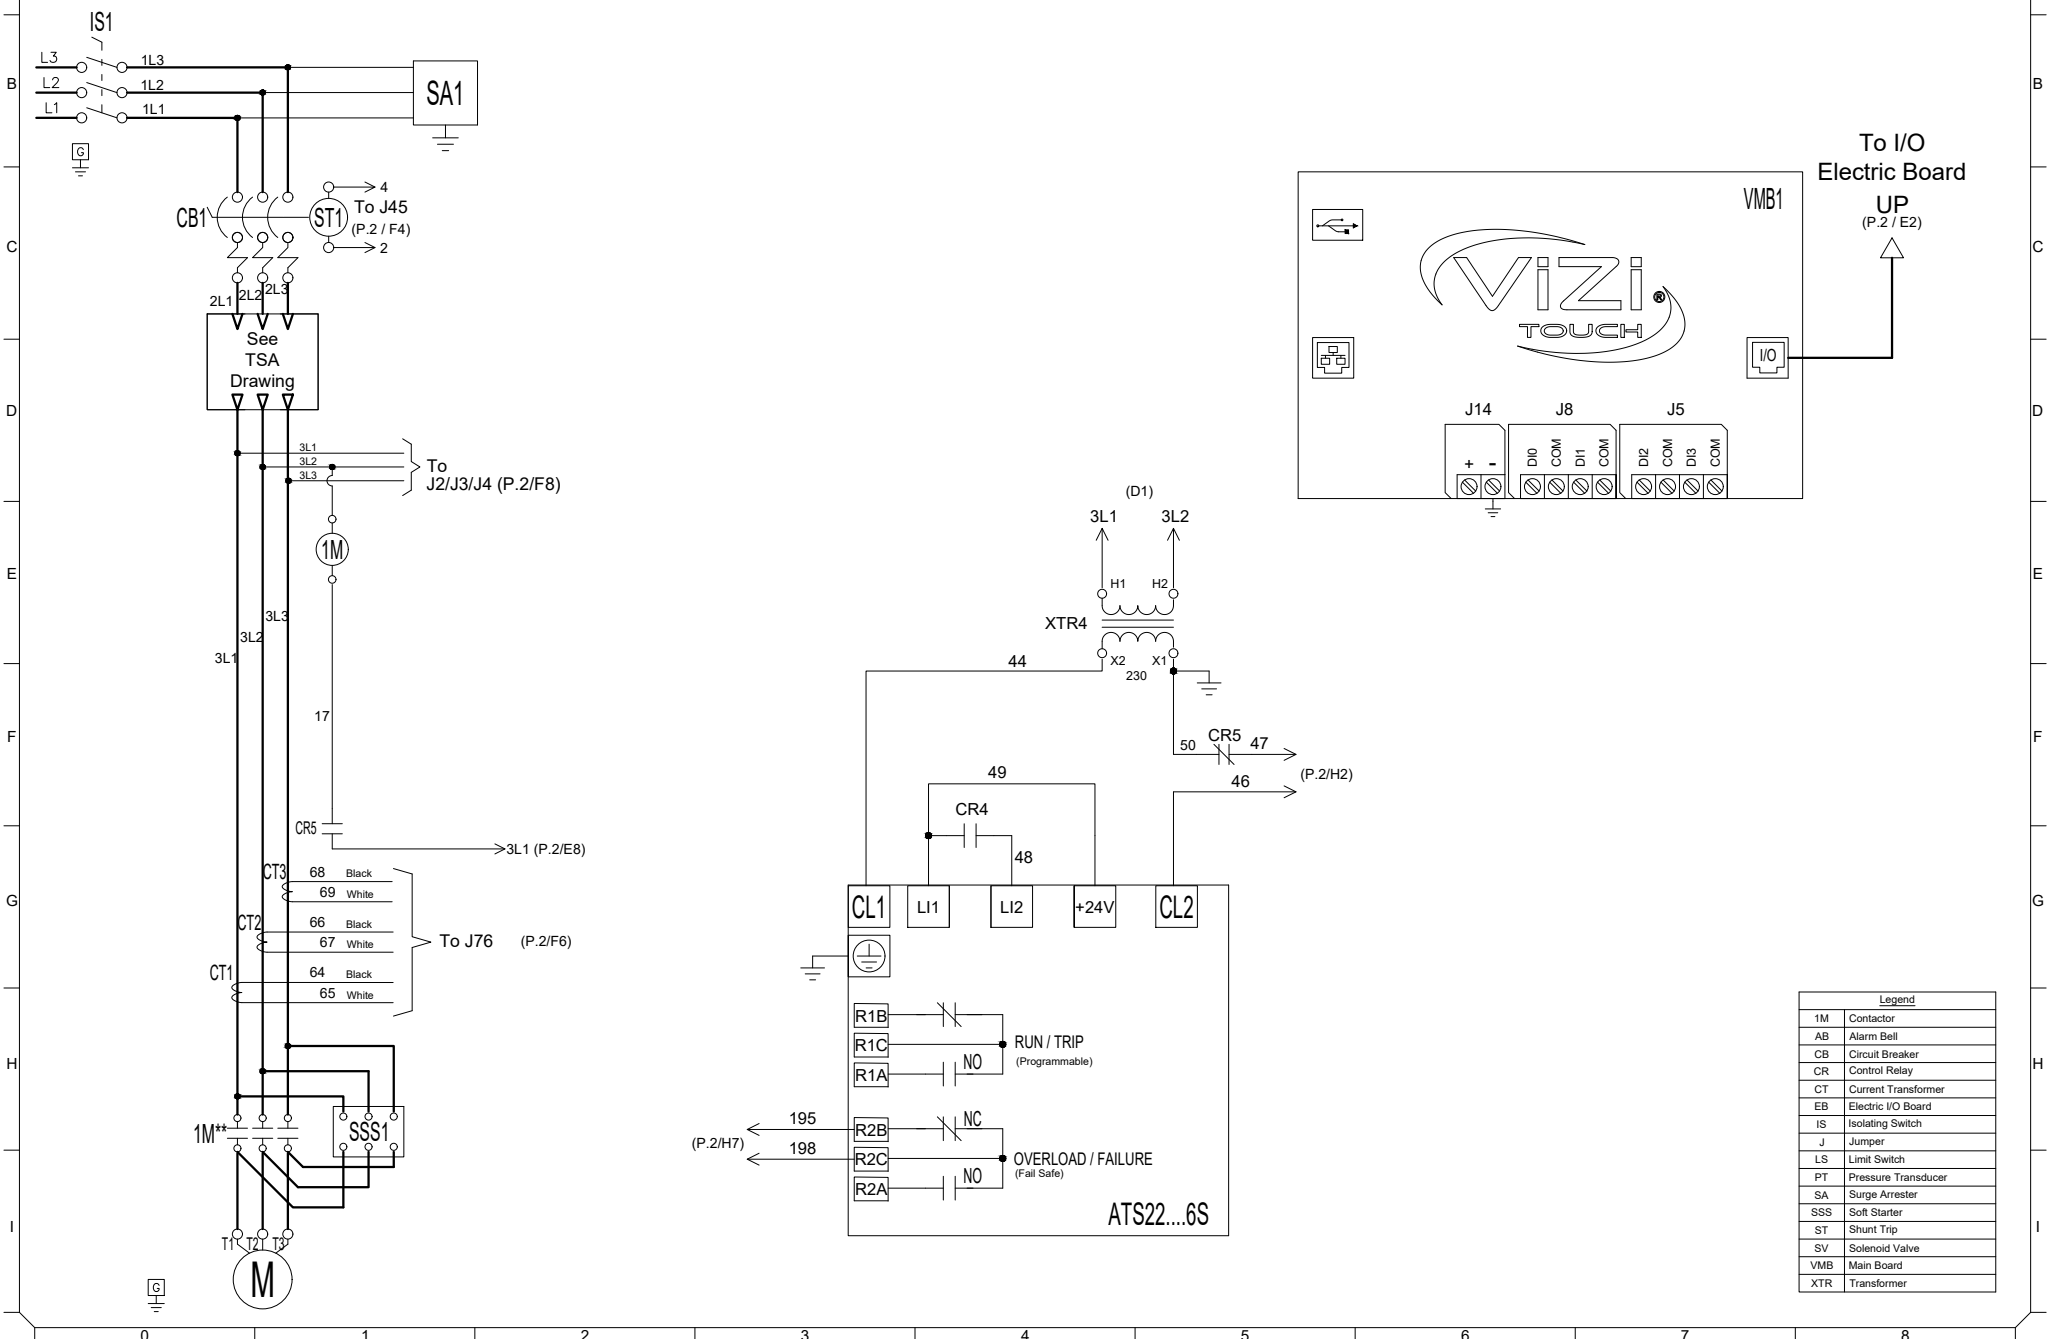 IS1
L3
1L3
L2
1L2
L1
1L1
SA1
G
B
B
CB1
ST1
4
To J45
(P.2 / F4)
2
C
C
2L1
2L2
2L3
See
TSA
Drawing
D
D
3L1
3L2
3L3
To
J2/J3/J4 (P.2/F8)
1M
E
E
3L3
3L2
3L1
17
F
F
CR5
3L1 (P.2/E8)
CT3
68 Black
69 White
CT2
66 Black
67 White
To J76 (P.2/F6)
CT1
64 Black
65 White
G
G
H
H
1M**
SSS1
I
I
T1
T2
T3
M
G
VMB1
To I/O
Electric Board
UP
(P.2 / E2)
ViZi
®
TOUCH
I/O
J14
J8
J5
+
-
DI0
COM
DI1
COM
DI2
COM
DI3
COM
(D1)
3L1
3L2
H1
H2
XTR4
X2
X1
230
44
50
CR5
47
(P.2/H2)
46
49
CR4
48
CL1
LI1
LI2
+24V
CL2
R1B
R1C
RUN / TRIP
(Programmable)
R1A
NO
195
R2B
NC
(P.2/H7)
198
R2C
OVERLOAD / FAILURE
(Fail Safe)
R2A
NO
ATS22....6S
Legend
1M Contactor
AB Alarm Bell
CB Circuit Breaker
CR Control Relay
CT Current Transformer
EB Electric I/O Board
IS Isolating Switch
J Jumper
LS Limit Switch
PT Pressure Transducer
SA Surge Arrester
SSS Soft Starter
ST Shunt Trip
SV Solenoid Valve
VMB Main Board
XTR Transformer
0
1
2
3
4
5
6
7
8